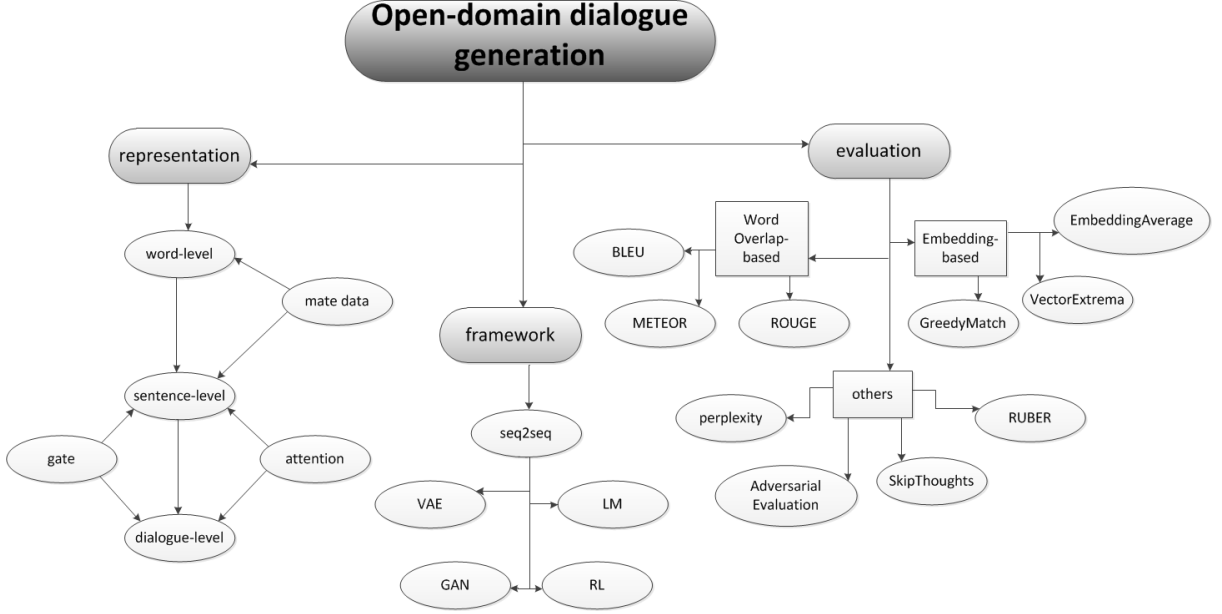 Open-domain dialogue
generation
representation
evaluation
word-level
mate data
sentence-level
gate
attention
dialogue-level
framework
seq2seq
VAE
LM
GAN
RL
Word
Overlap-
based
BLEU
METEOR
ROUGE
Embedding-
based
EmbeddingAverage
VectorExtrema
GreedyMatch
others
perplexity
RUBER
Adversarial
Evaluation
SkipThoughts